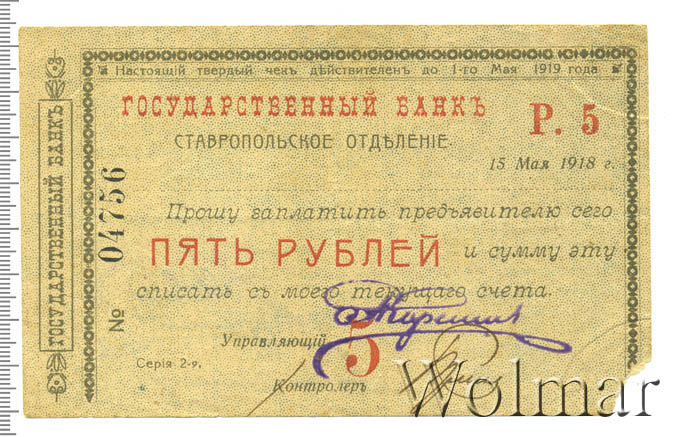 Настоящій твердый чекъ дѣйствителенъ до 1-го Мая 1919 года
ГОСУДАРСТВЕННЫЙ БАНКЪ
ГОСУДАРСТВЕННЫЙ БАНКЪ Р. 5
СТАВРОПОЛЬСКОЕ ОТДѢЛЕНІЕ.
15 Мая 1918 г.
№ 04756
Прошу заплатить предъявителю сего
ПЯТЬ РУБЛЕЙ и сумму эту
списать съ моего текущаго счета.
Управляющій
5
Серія 2-я.
Контролеръ
Wolmar